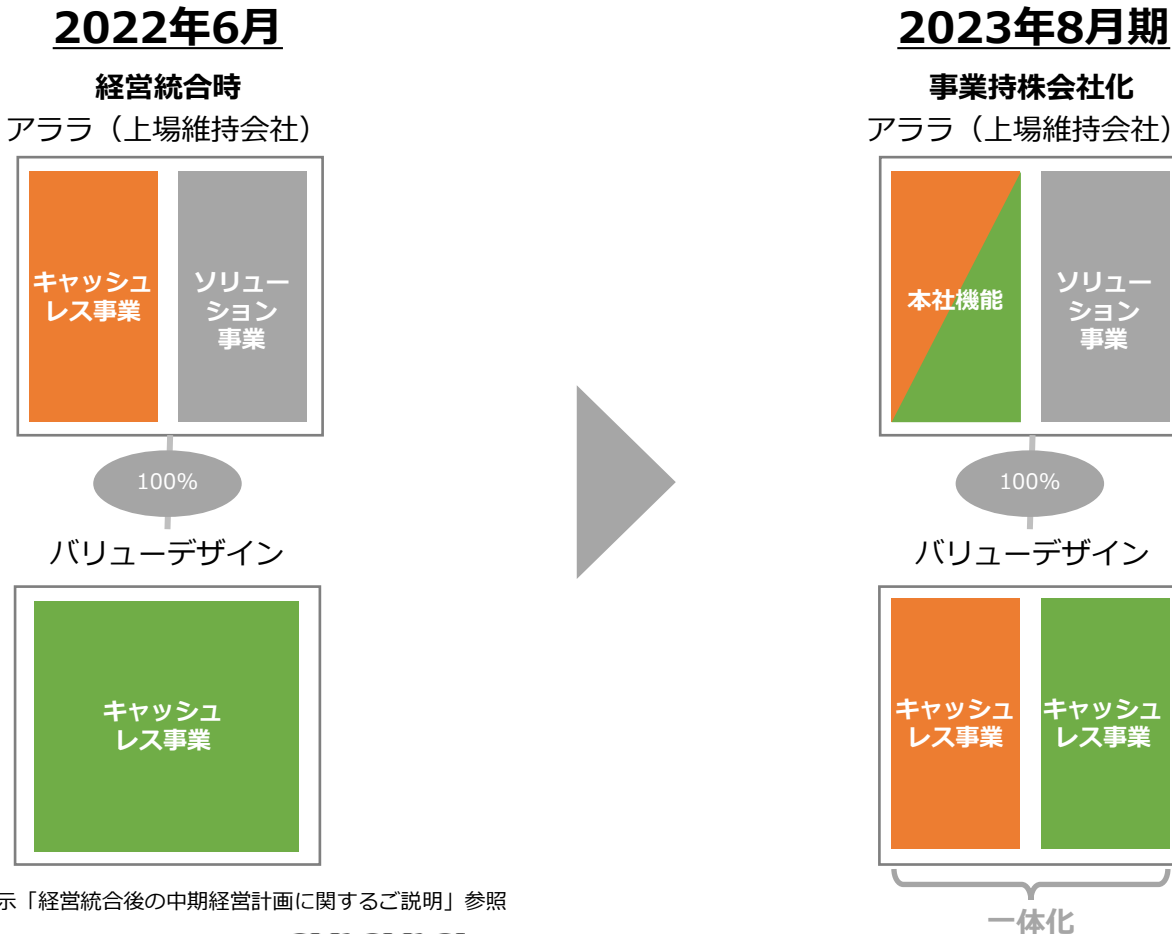 2022年6月
経営統合時
アララ（上場維持会社）
キャッシュ
レス事業
ソリュー
ション
事業
100%
バリューデザイン
キャッシュ
レス事業
示「経営統合後の中期経営計画に関するご説明」参照
2023年8月期
事業持株会社化
アララ（上場維持会社）
本社機能
ソリュー
ション
事業
100%
バリューデザイン
キャッシュ
レス事業
キャッシュ
レス事業
一体化